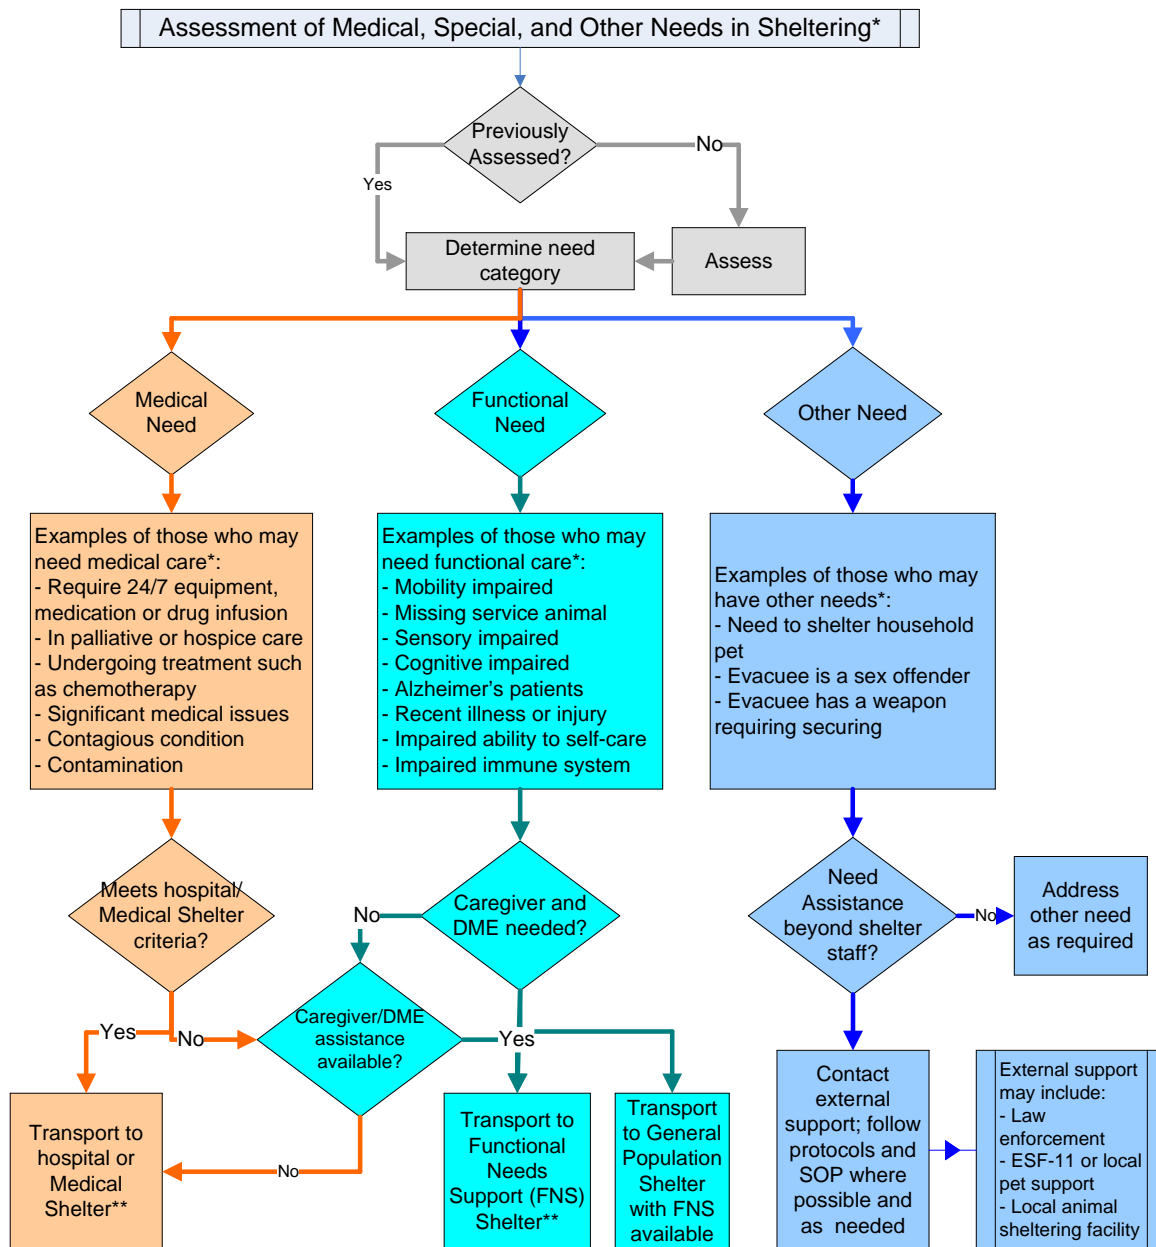 Assessment of Medical, Special, and Other Needs in Sheltering*
Previously
Assessed?
No
Yes
Determine need
category
Assess
Medical
Need
Functional
Need
Other Need
Examples of those who may
need medical care*:
- Require 24/7 equipment,
medication or drug infusion
- In palliative or hospice care
- Undergoing treatment such
as chemotherapy
- Significant medical issues
- Contagious condition
- Contamination
Examples of those who may
need functional care*:
- Mobility impaired
- Missing service animal
- Sensory impaired
- Cognitive impaired
- Alzheimer's patients
- Recent illness or injury
- Impaired ability to self-care
- Impaired immune system
Examples of those who may
have other needs*:
- Need to shelter household
pet
- Evacuee is a sex offender
- Evacuee has a weapon
requiring securing
Meets hospital/
Medical Shelter
criteria?
No
Caregiver and
DME needed?
Need
Assistance
beyond shelter
staff?
No
Address
other need
as required
Yes
No
Caregiver/DME
assistance
available?
Yes
Transport to
hospital or
Medical
Shelter**
No
Transport to
Functional
Needs
Support (FNS)
Shelter**
Transport
to General
Population
Shelter
with FNS
available
Contact
external
support; follow
protocols and
SOP where
possible and
as needed
External support
may include:
- Law
enforcement
- ESF-11 or local
pet support
- Local animal
sheltering facility